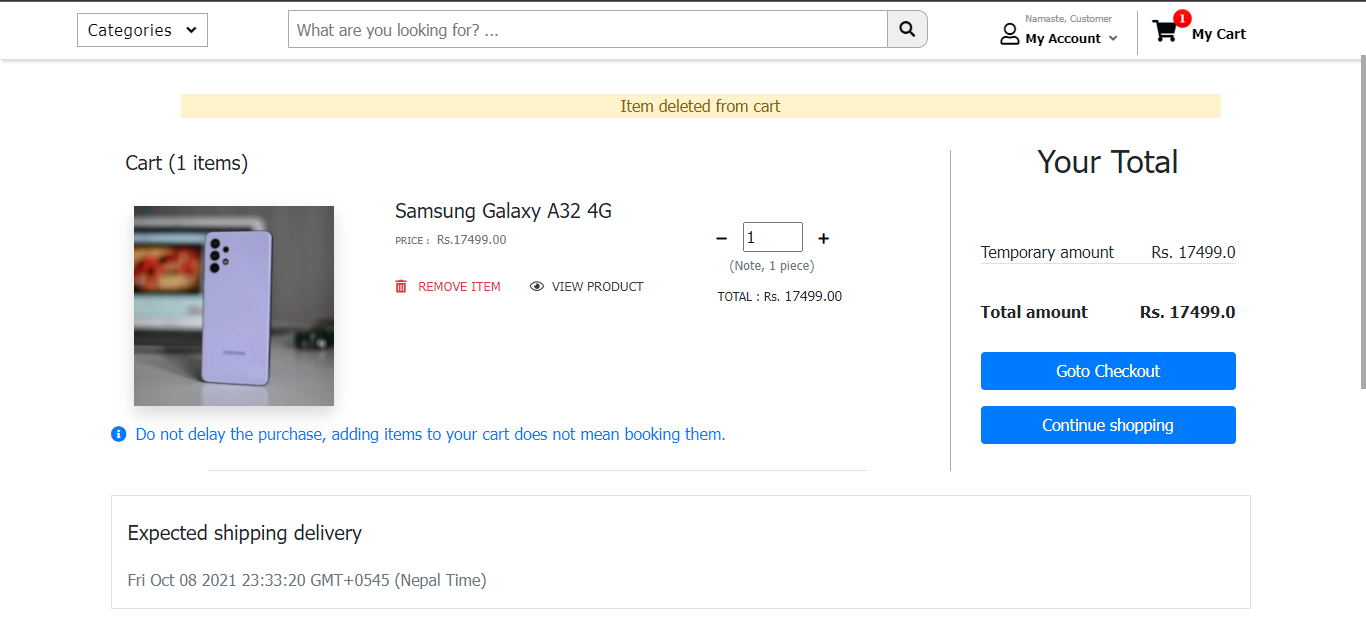 Categories
What are you looking for? ...
Namaste, Customer
My Account
1
My Cart
Item deleted from cart
Cart (1 items)
Samsung Galaxy A32 4G
PRICE : Rs.17499.00
REMOVE ITEM
VIEW PRODUCT
1
(Note, 1 piece)
TOTAL : Rs. 17499.00
SAMSUNG
Do not delay the purchase, adding items to your cart does not mean booking them.
Your Total
Temporary amount Rs. 17499.0
Total amount Rs. 17499.0
Goto Checkout
Continue shopping
Expected shipping delivery
Fri Oct 08 2021 23:33:20 GMT+0545 (Nepal Time)